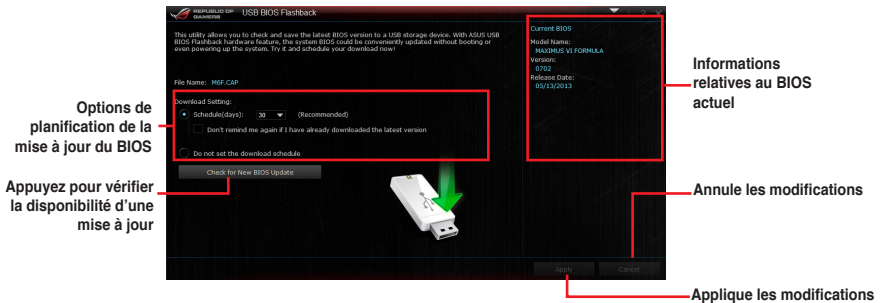 REPUBLIC OF GAMERS
USB BIOS Flashback
This utility allows you to check and save the latest BIOS version to a USB storage device. With ASUS USB
BIOS Flashback hardware feature, the system BIOS could be conveniently updated without booting or
even powering up the system. Try it and schedule your download now!
File Name: M6F.CAP
Download Setting:
Schedule(days): 30 (Recommended)
Don't remind me again if I have already downloaded the latest version
Do not set the download schedule
Check for New BIOS Update
Current BIOS
Model Name:
MAXIMUS VI FORMULA
Version:
0702
Release Date:
05/13/2013
Apply
Cancel
Options de
planification de la
mise à jour du BIOS
Appuyez pour vérifier
la disponibilité d'une
mise à jour
Informations
relatives au BIOS
actuel
Annule les modifications
Applique les modifications